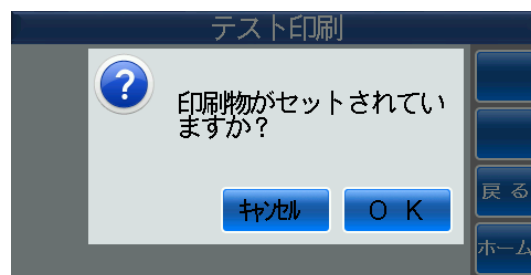 テスト印刷
印刷物がセットされてい
ますか？
ｷｬﾝｾﾙ
ＯＫ
戻る
ホーム